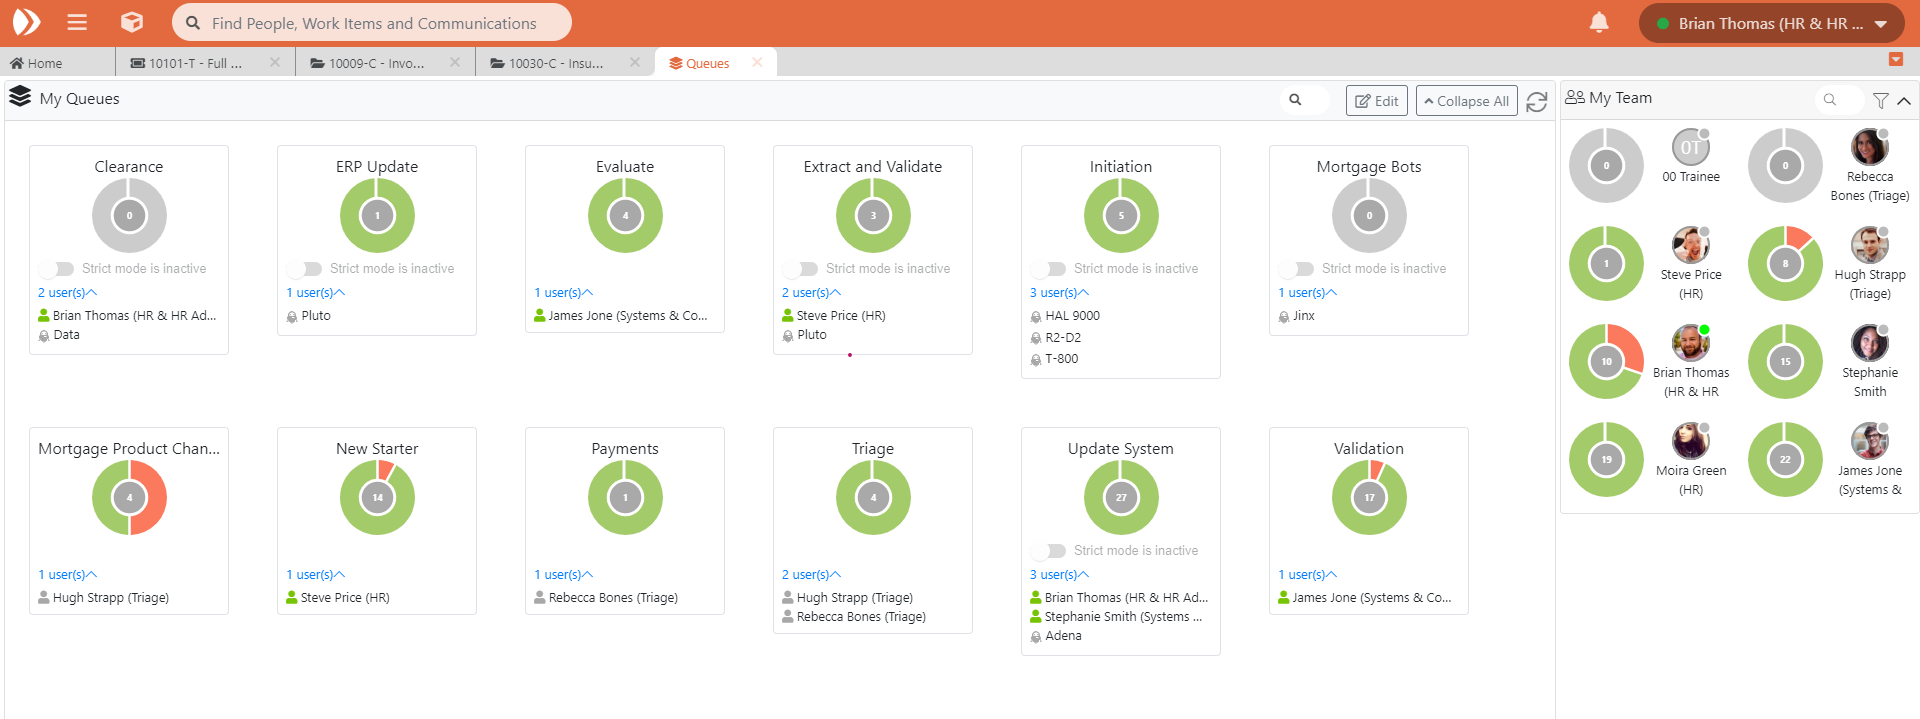 Find People, Work Items and Communications
Brian Thomas (HR & HR ...
Home
10101-T - Full ...
10009-C - Invo...
10030-C - Insu...
Queues
My Queues
Edit
Collapse All
Clearance
0
Strict mode is inactive
2 user(s)
Brian Thomas (HR & HR Ad...
Data
ERP Update
1
Strict mode is inactive
1 user(s)
Pluto
Evaluate
4
1 user(s)
James Jone (Systems & Co...
Extract and Validate
3
Strict mode is inactive
2 user(s)
Steve Price (HR)
Pluto
Initiation
5
Strict mode is inactive
3 user(s)
HAL 9000
R2-D2
T-800
Mortgage Bots
0
Strict mode is inactive
1 user(s)
Jinx
Mortgage Product Chan...
4
1 user(s)
Hugh Strapp (Triage)
New Starter
14
1 user(s)
Steve Price (HR)
Payments
1
1 user(s)
Rebecca Bones (Triage)
Triage
4
2 user(s)
Hugh Strapp (Triage)
Rebecca Bones (Triage)
Update System
27
Strict mode is inactive
3 user(s)
Brian Thomas (HR & HR Ad...
Stephanie Smith (Systems ...
Adena
Validation
17
1 user(s)
James Jone (Systems & Co...
My Team
0
0T
00 Trainee
0
Rebecca
Bones (Triage)
1
Steve Price
(HR)
8
Hugh Strapp
(Triage)
10
Brian Thomas
(HR & HR
15
Stephanie
Smith
19
Moira Green
(HR)
22
James Jone
(Systems &